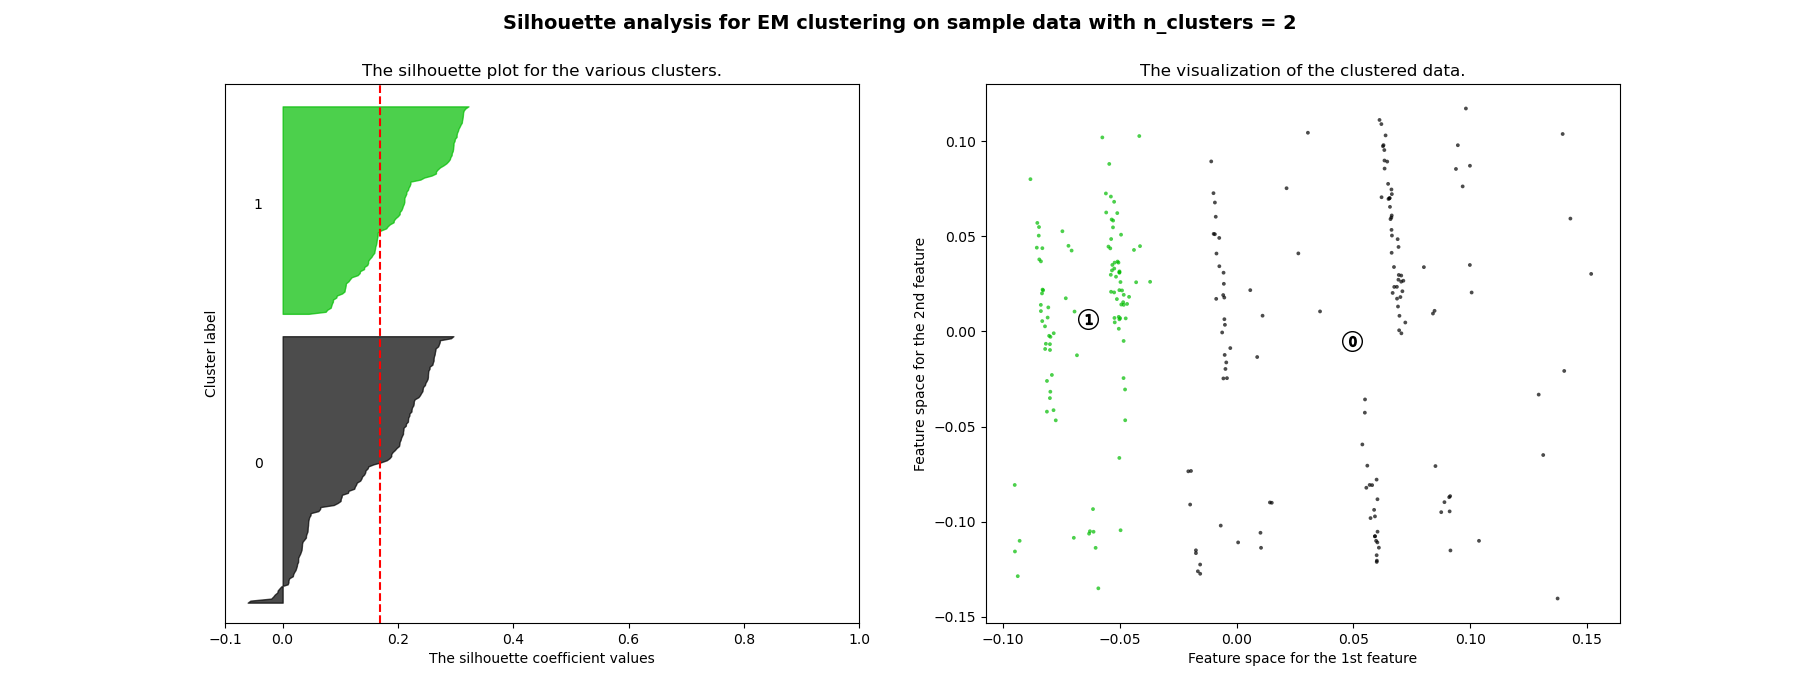 Silhouette analysis for EM clustering on sample data with n_clusters = 2
The silhouette plot for the various clusters.
1
0
Cluster label
−0.1 0.0 0.2 0.4 0.6 0.8 1.0
The silhouette coefficient values
The visualization of the clustered data.
0.10
0.05
0.00
−0.05
−0.10
−0.15
Feature space for the 2nd feature
1
0
−0.10 −0.05 0.00 0.05 0.10 0.15
Feature space for the 1st feature